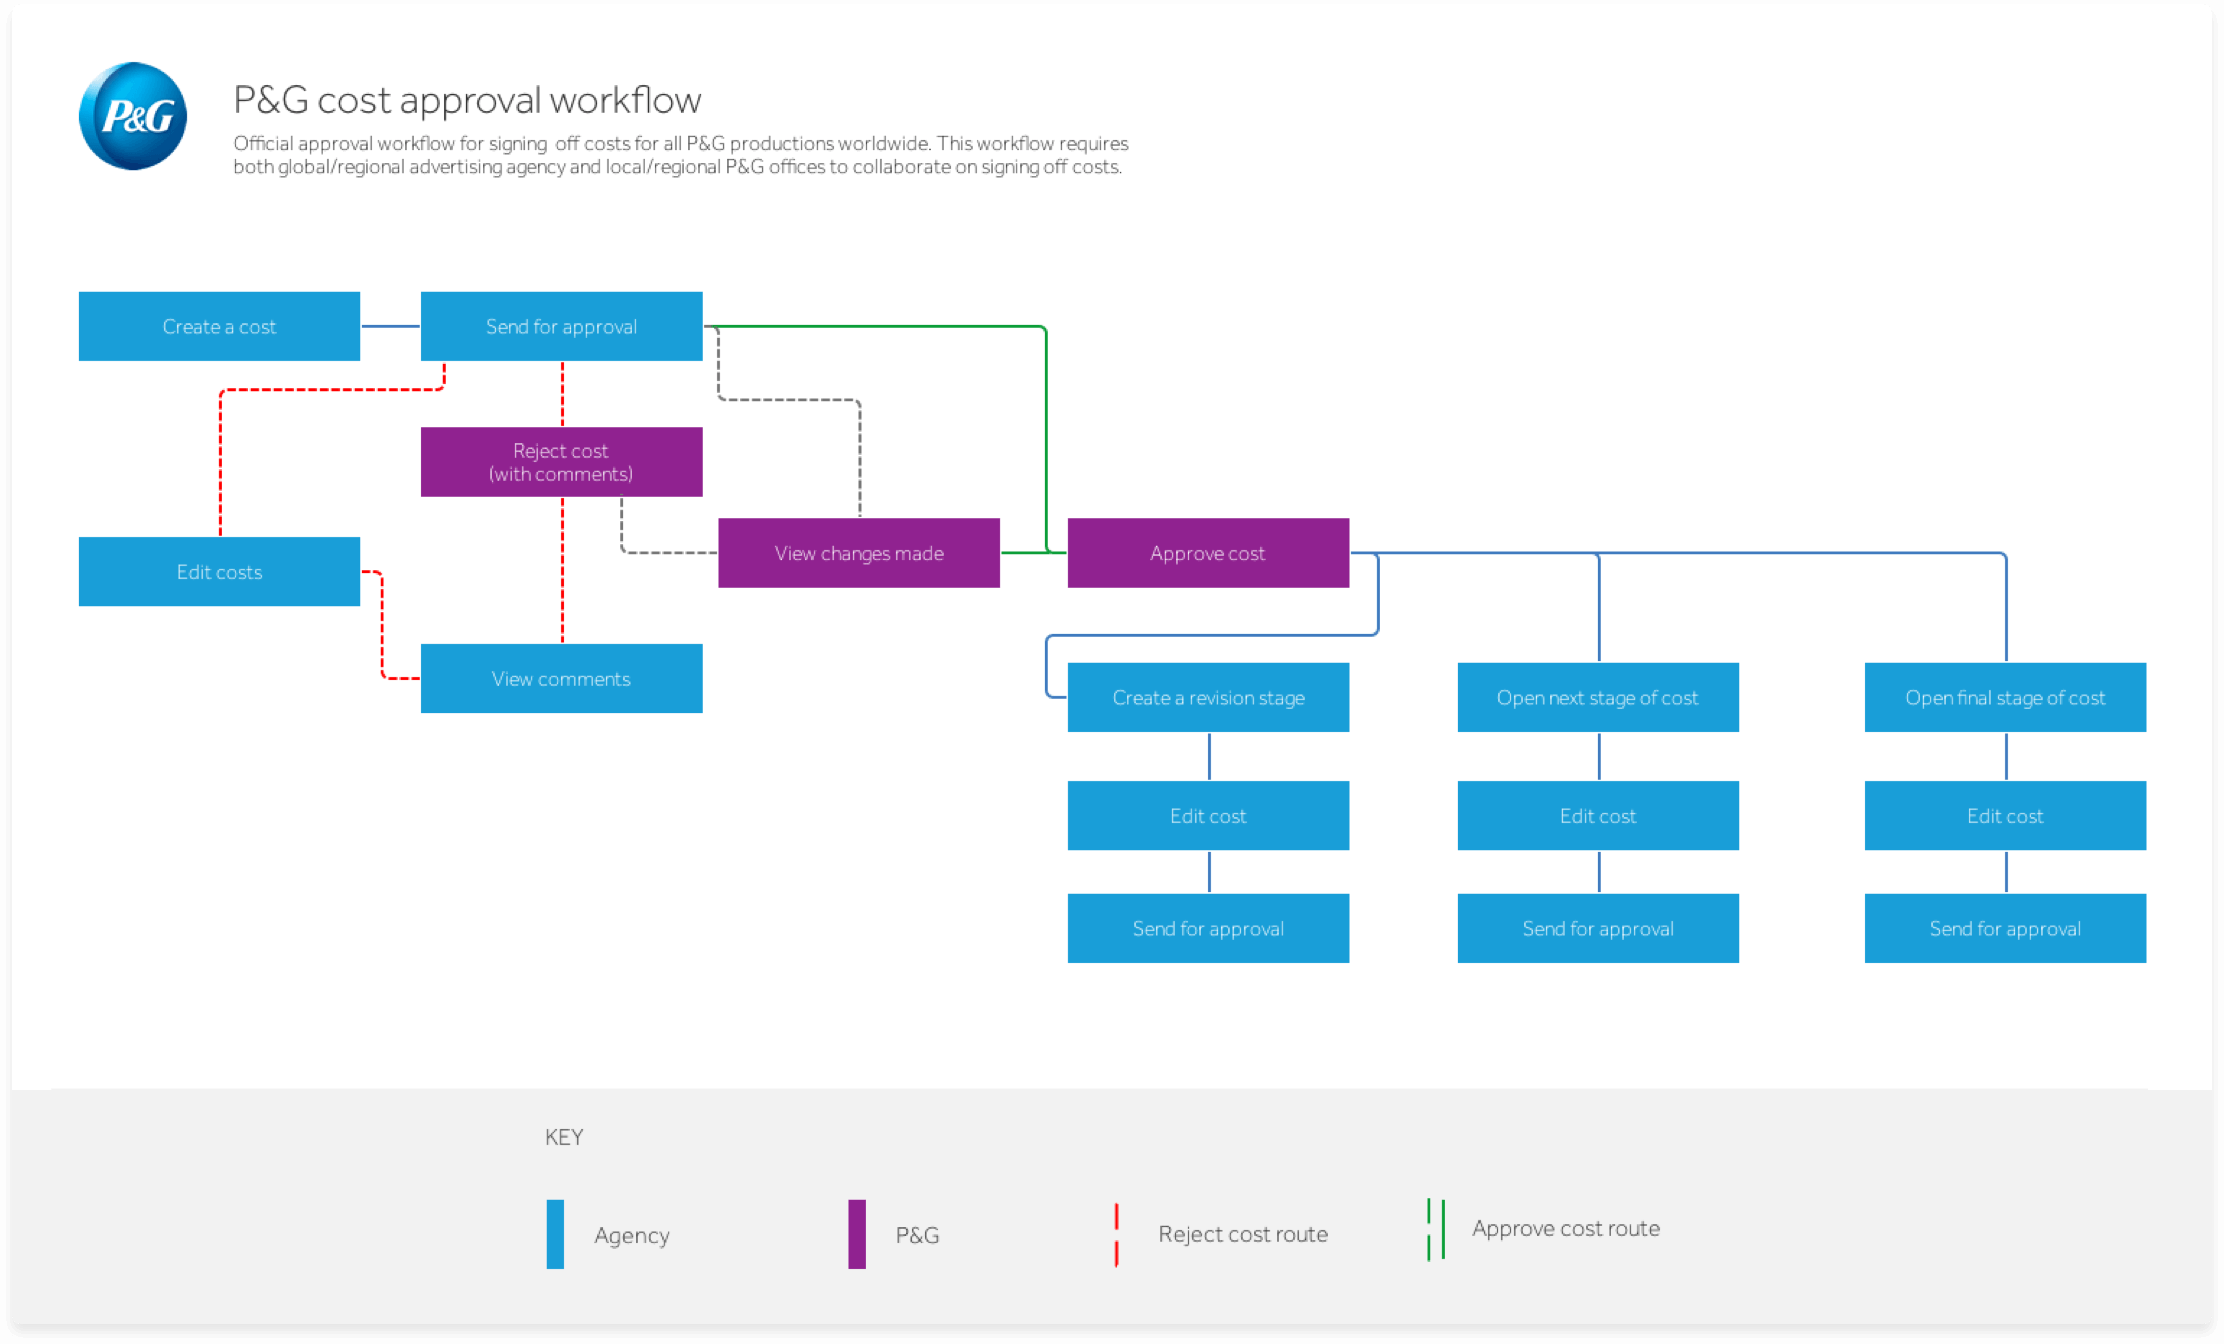 P&G
P&G cost approval workflow
Official approval workflow for signing off costs for all P&G productions worldwide. This workflow requires
both global/regional advertising agency and local/regional P&G offices to collaborate on signing off costs.
Create a cost
Send for approval
Reject cost
(with comments)
View changes made
Approve cost
Edit costs
View comments
Create a revision stage
Open next stage of cost
Open final stage of cost
Edit cost
Edit cost
Edit cost
Send for approval
Send for approval
Send for approval
KEY
Agency
P&G
Reject cost route
Approve cost route